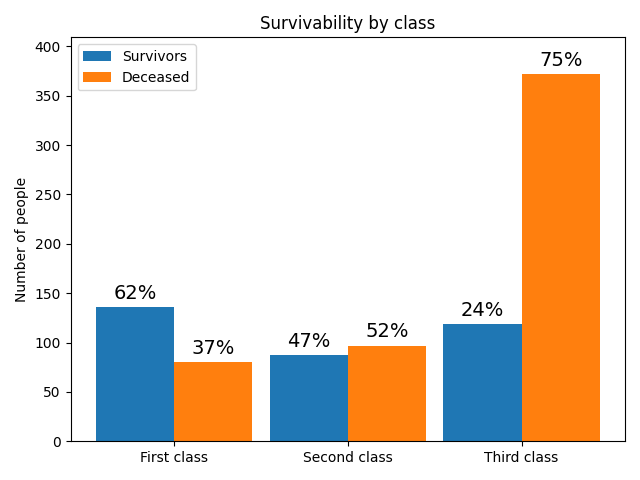 Survivability by class
Survivors
Deceased
Number of people
400
350
300
250
200
150
100
50
0
62%
37%
47%
52%
24%
75%
First class
Second class
Third class